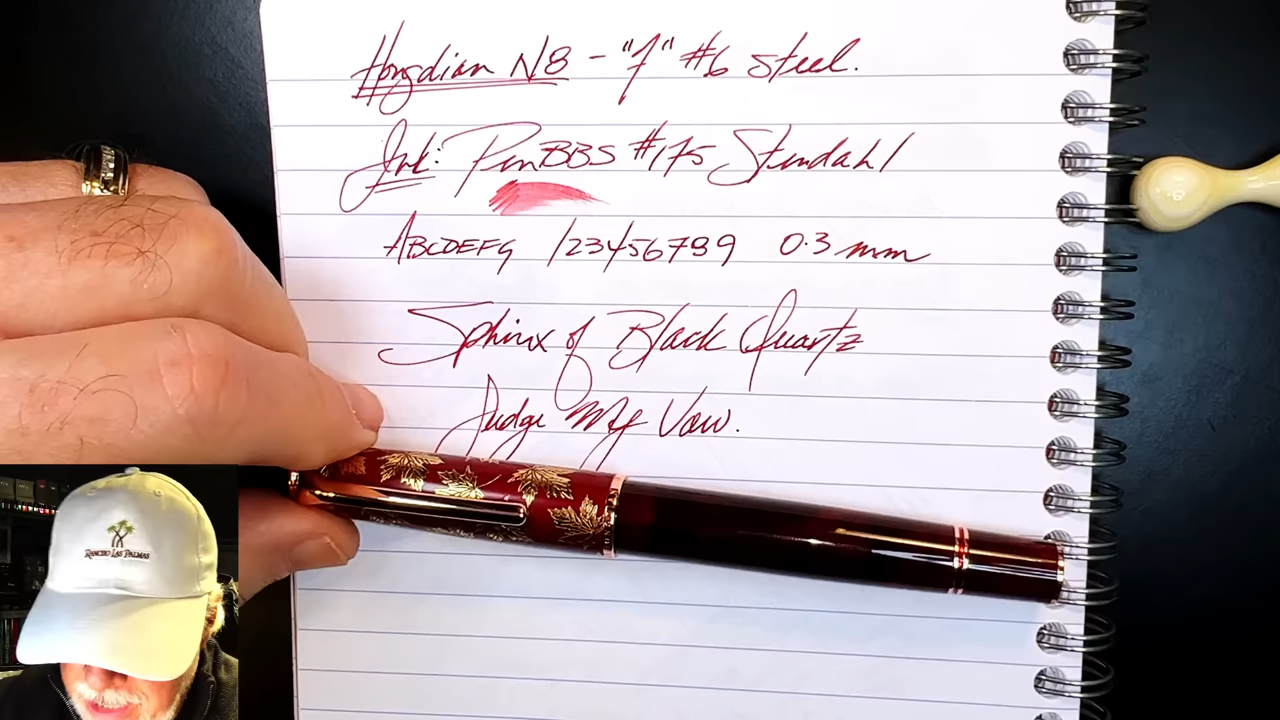 Hongdian N8 - "f" #6 steel.
Ink: PenBBS #175 Stendahl
ABCDEFG 123456789 0.3 mm
Sphinx of Black Quartz
Judge My Vow.
RANCHO LAS PALMAS